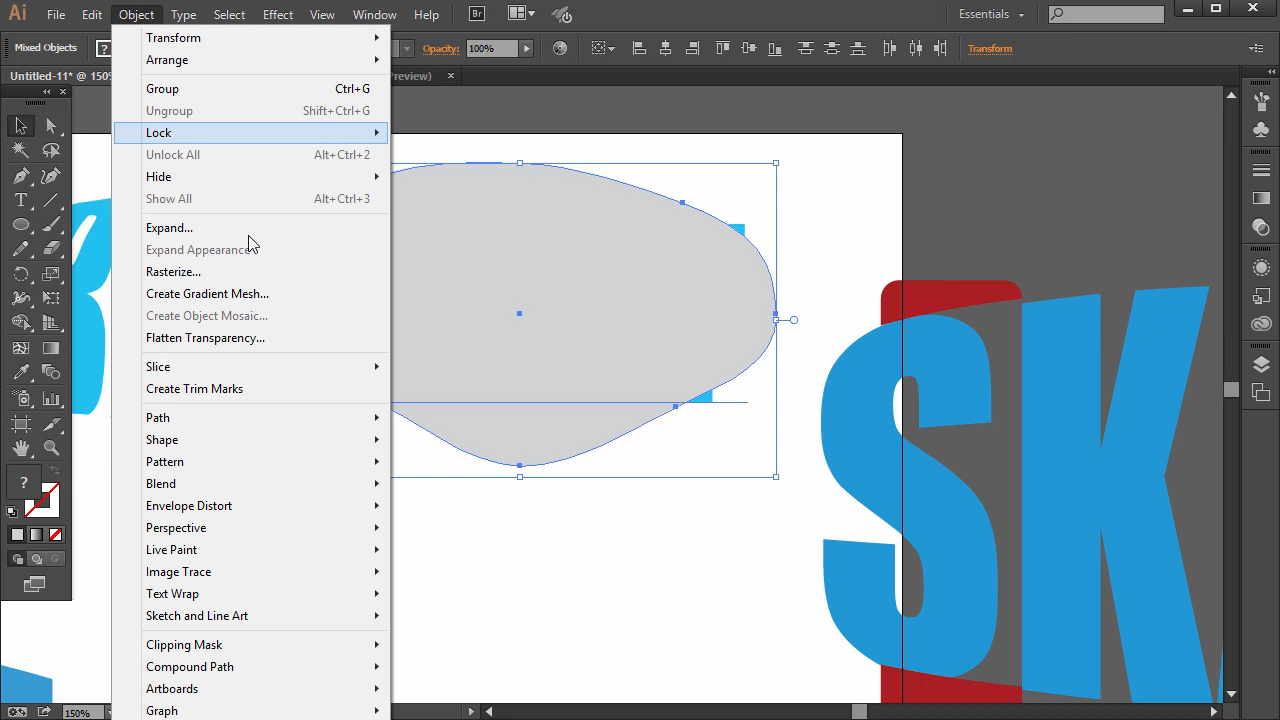 Ai File Edit Object Type Select Effect View Window Help Br Essentials
Mixed Objects ? Opacity: 100% Transform
Untitled-11* @ 150% review)
Transform
Arrange
Group Ctrl+G
Ungroup Shift+Ctrl+G
Lock
Unlock All Alt+Ctrl+2
Hide
Show All Alt+Ctrl+3
Expand...
Expand Appearance
Rasterize...
Create Gradient Mesh...
Create Object Mosaic...
Flatten Transparency...
Slice
Create Trim Marks
Path
Shape
Pattern
Blend
Envelope Distort
Perspective
Live Paint
Image Trace
Text Wrap
Sketch and Line Art
Clipping Mask
Compound Path
Artboards
Graph
T
?
SK
150%